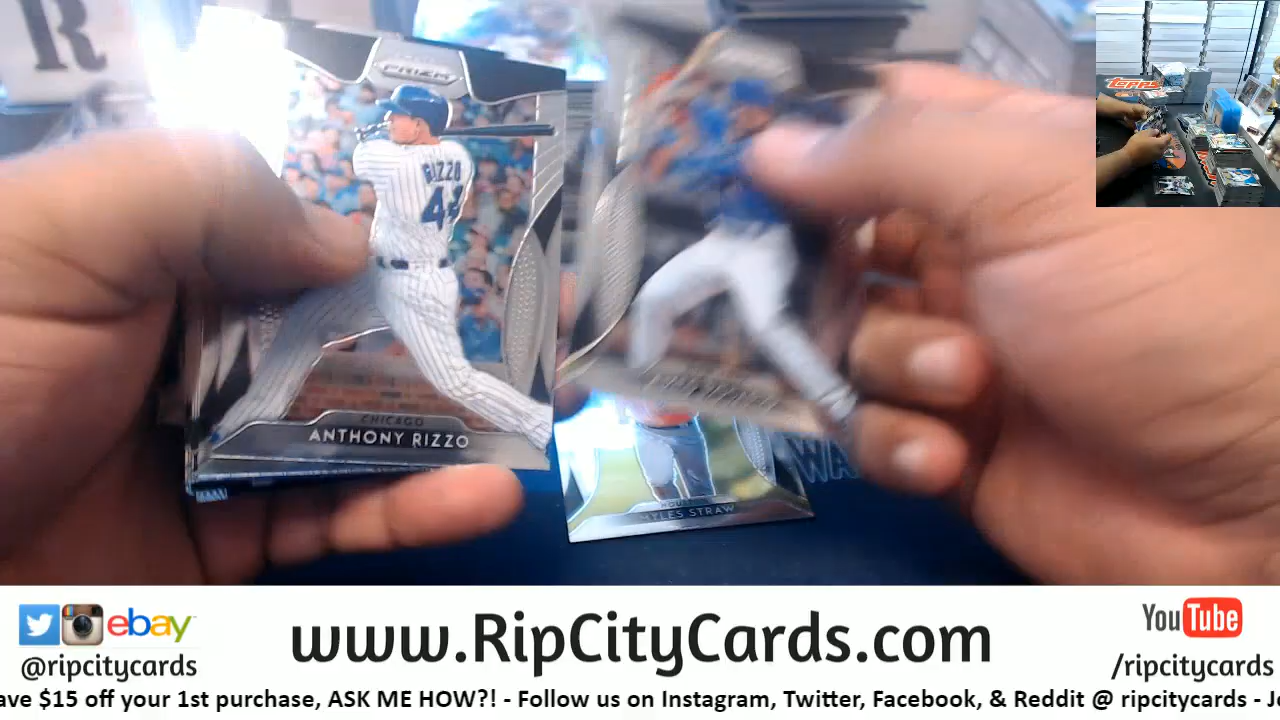 R
PRIZM
RIZZO
44
CHICAGO
ANTHONY RIZZO
MYLES STRAW
WA
TOPPS
ebay
@ripcitycards
www.RipCityCards.com
YouTube
/ripcitycards
ave $15 off your 1st purchase, ASK ME HOW?! - Follow us on Instagram, Twitter, Facebook, & Reddit @ ripcitycards - J